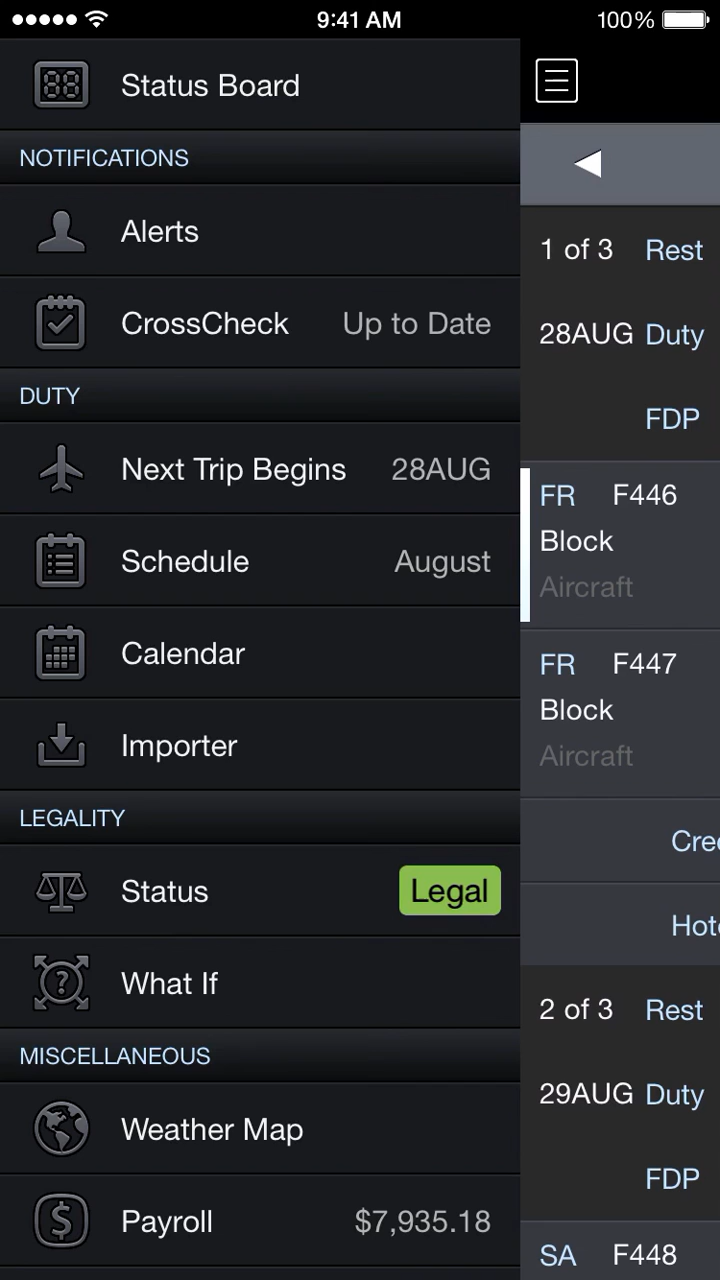 9:41 AM 100%
Status Board
NOTIFICATIONS
Alerts
CrossCheck Up to Date
DUTY
Next Trip Begins 28AUG
Schedule August
Calendar
Importer
LEGALITY
Status Legal
What If
MISCELLANEOUS
Weather Map
Payroll $7,935.18
1 of 3 Rest
28AUG Duty
FDP
FR F446
Block
Aircraft
FR F447
Block
Aircraft
Cre
Hot
2 of 3 Rest
29AUG Duty
FDP
SA F448